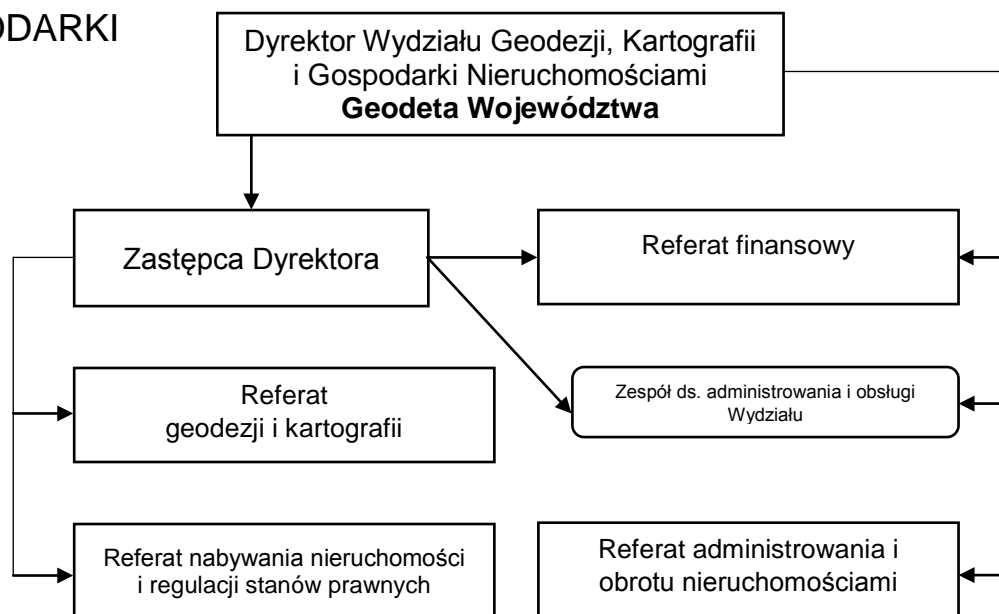 Dyrektor Wydziału Geodezji, Kartografii
i Gospodarki Nieruchomościami
Geodeta Województwa
Zastępca Dyrektora
Referat finansowy
Referat
geodezji i kartografii
Zespół ds. administrowania i obsługi
Wydziału
Referat nabywania nieruchomości
i regulacji stanów prawnych
Referat administrowania i
obrotu nieruchomościami